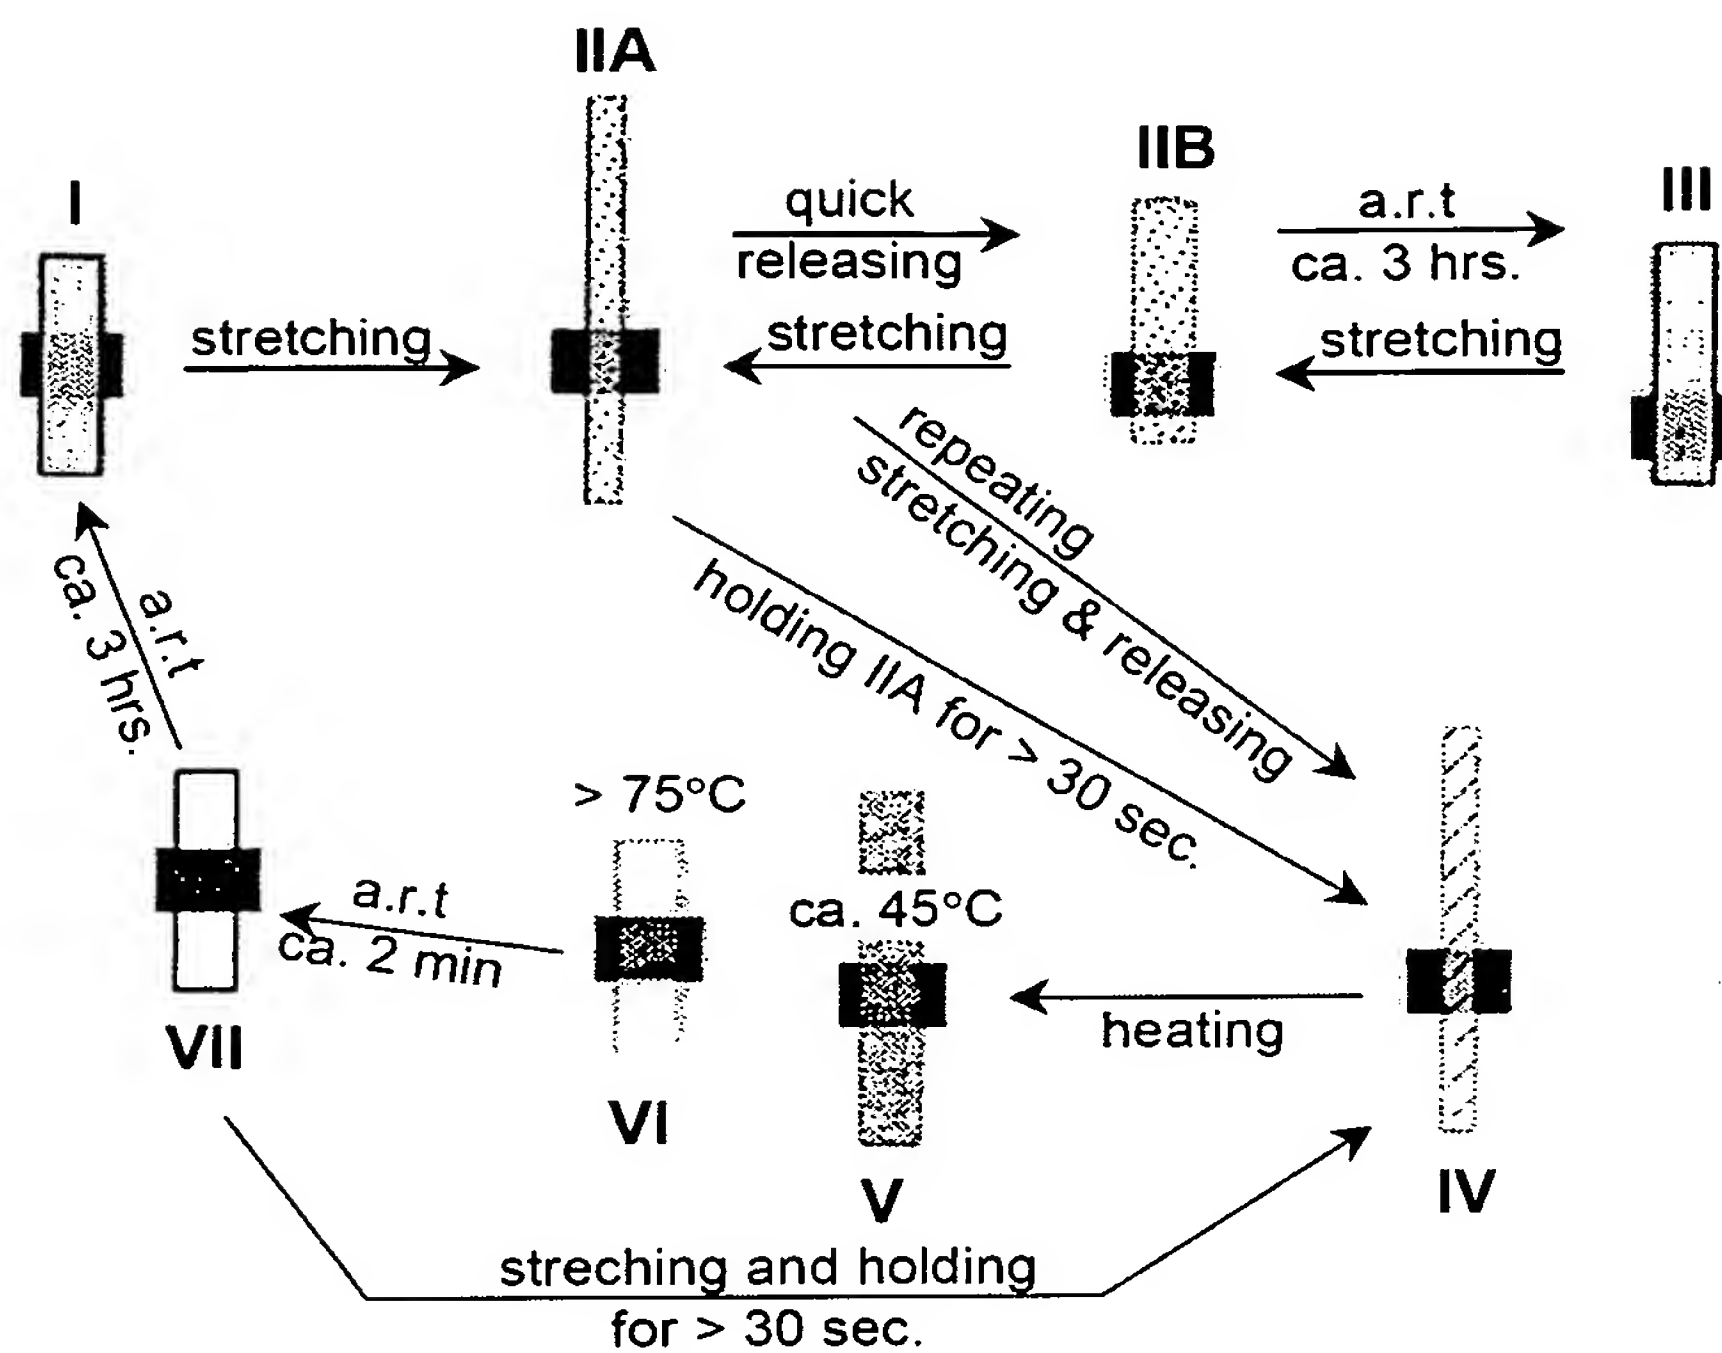 IIA
IIB
III
I
quick
releasing
a.r.t
ca. 3 hrs.
stretching
stretching
stretching
repeating
stretching & releasing
holding IIA for > 30 sec.
a.r.t
ca. 3 hrs.
> 75°C
ca. 45°C
a.r.t
ca. 2 min
heating
VII
VI
V
IV
streching and holding
for > 30 sec.